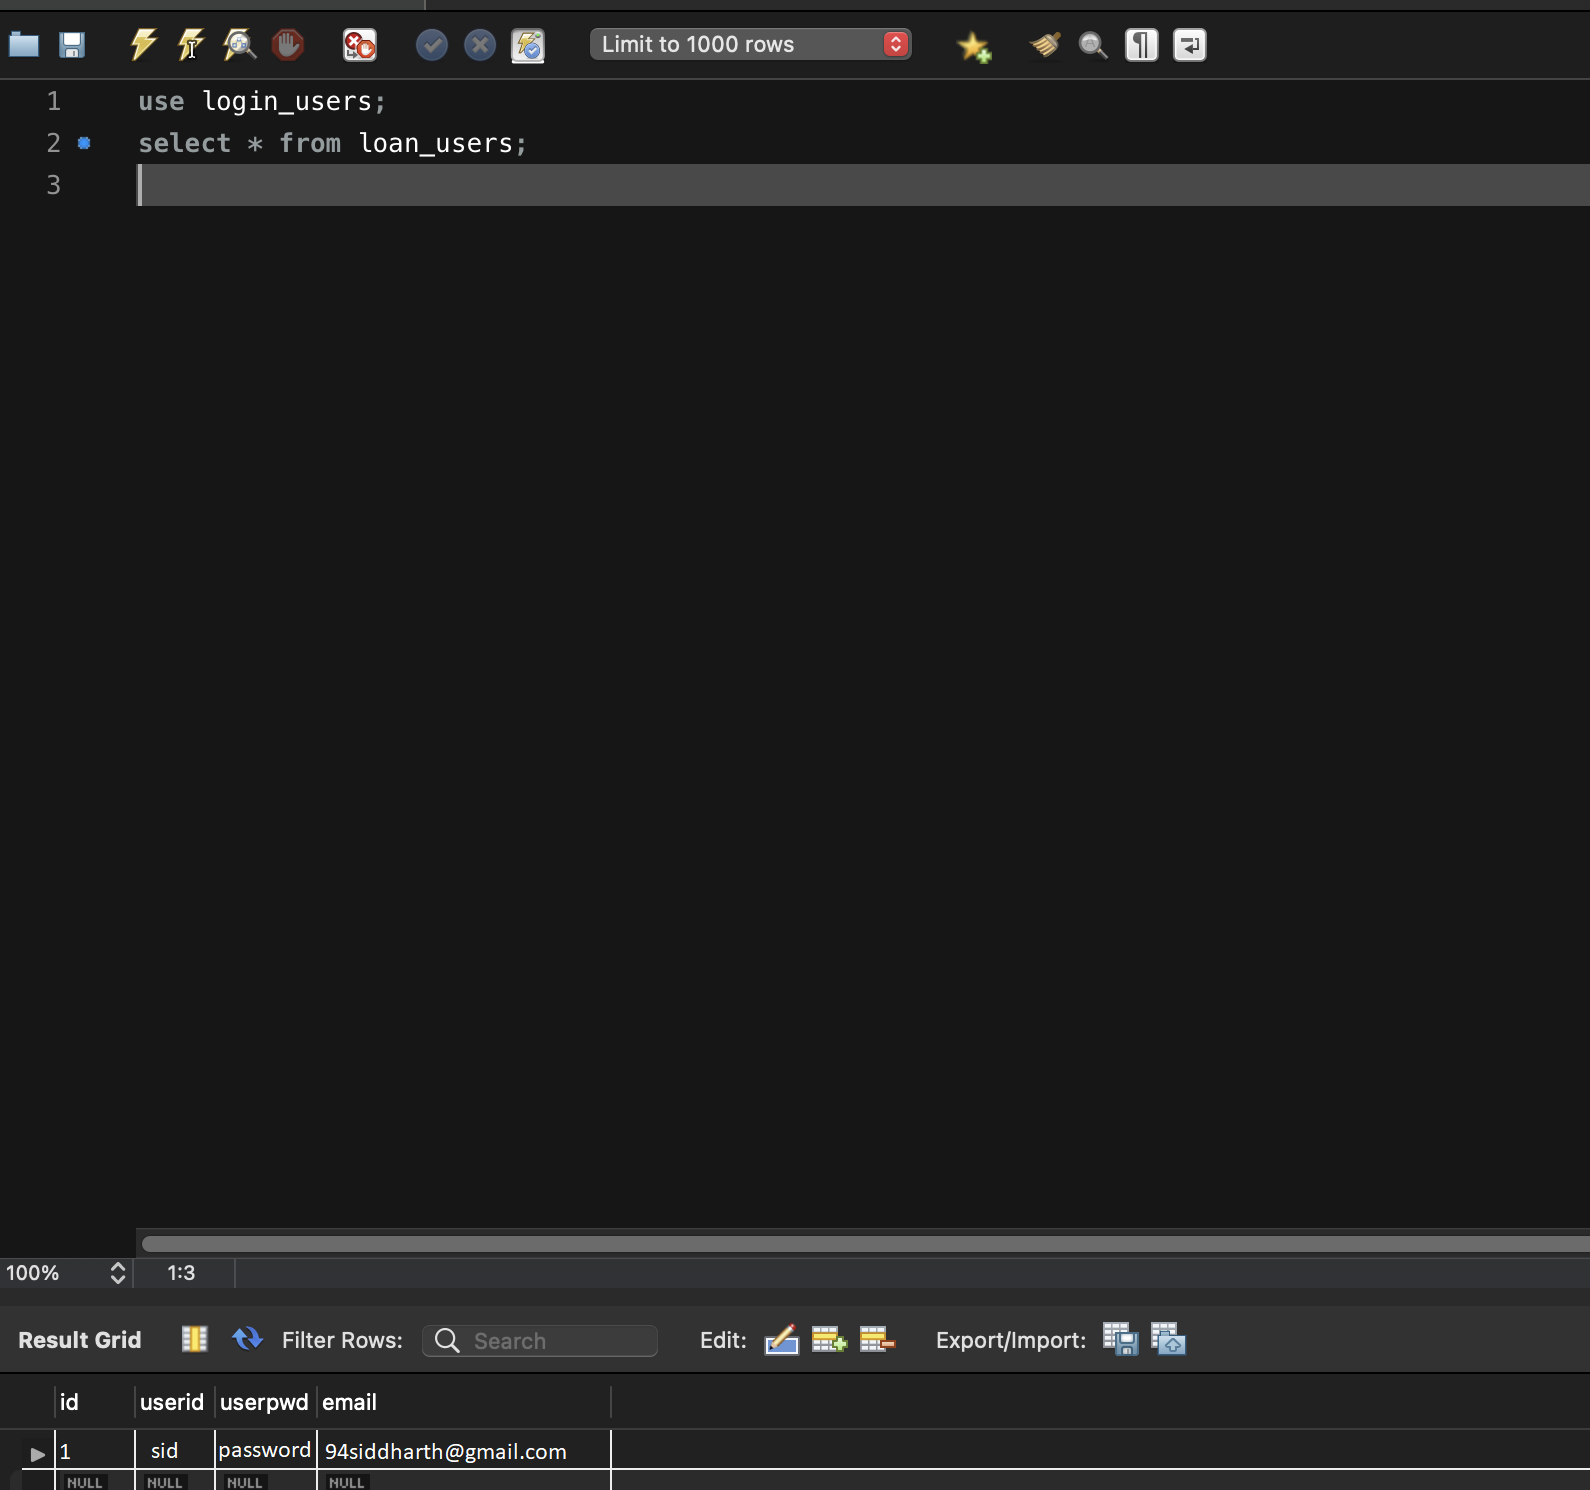 Limit to 1000 rows
1 use login_users;
2 select * from loan_users;
3
100% 1:3
Result Grid Filter Rows: Search Edit: Export/Import:
id userid userpwd email
1 sid password 94siddharth@gmail.com
NULL NULL NULL NULL